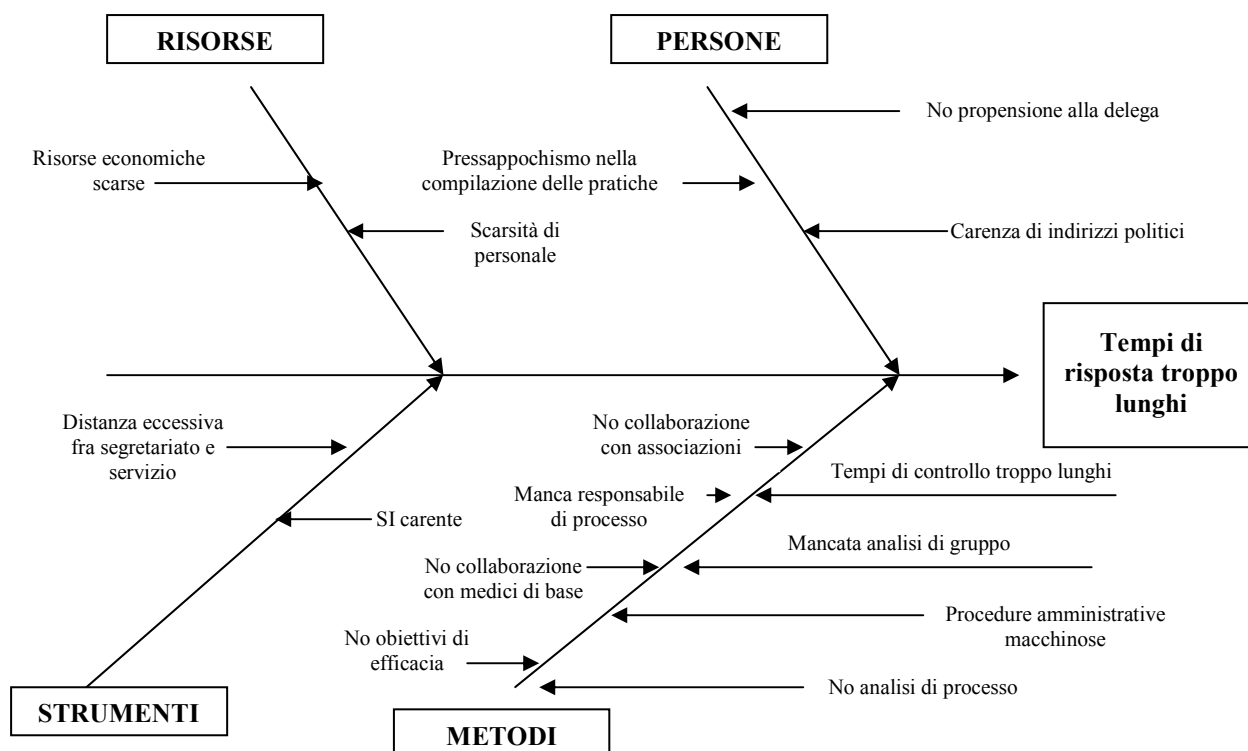 RISORSE
PERSONE
No propensione alla delega
Risorse economiche
scarse
Pressappochismo nella
compilazione delle pratiche
Scarsità di
personale
Carenza di indirizzi politici
Tempi di
risposta troppo
lunghi
Distanza eccessiva
fra segretariato e
servizio
No collaborazione
con associazioni
Tempi di controllo troppo lunghi
Manca responsabile
di processo
SI carente
Mancata analisi di gruppo
No collaborazione
con medici di base
Procedure amministrative
macchinose
No obiettivi di
efficacia
No analisi di processo
STRUMENTI
METODI